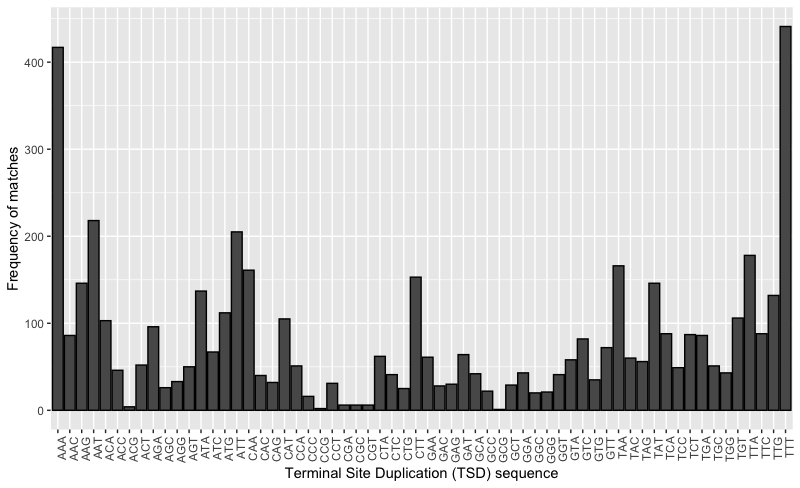 Frequency of matches
400
300
200
100
0
AAA
AAC
AAG
AAT
ACA
ACC
ACG
ACT
AGA
AGC
AGG
AGT
ATA
ATC
ATG
ATT
CAA
CAC
CAG
CAT
CCA
CCC
CCG
CCT
CGA
CGC
CGT
CTA
CTC
CTG
CTT
GAA
GAC
GAG
GAT
GCA
GCC
GCG
GCT
GGA
GGC
GGG
GGT
GTA
GTC
GTG
GTT
TAA
TAC
TAG
TAT
TCA
TCC
TCT
TGA
TGC
TGG
TGT
TTA
TTC
TTG
TTT
Terminal Site Duplication (TSD) sequence